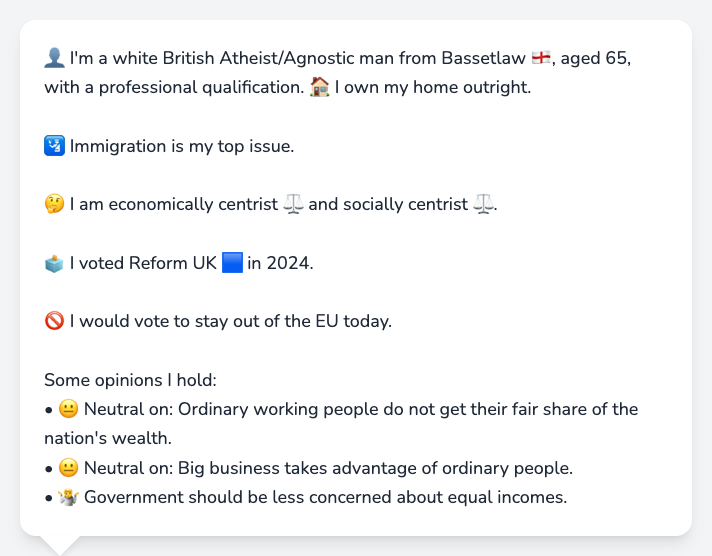 👤 I'm a white British Atheist/Agnostic man from Bassetlaw 🏴󠁧󠁢󠁥󠁮󠁧󠁿, aged 65,
with a professional qualification. 🏠 I own my home outright.
🛂 Immigration is my top issue.
🤔 I am economically centrist ⚖️ and socially centrist ⚖️.
🗳️ I voted Reform UK 🟦 in 2024.
🚫 I would vote to stay out of the EU today.
Some opinions I hold:
• 😐 Neutral on: Ordinary working people do not get their fair share of the
nation's wealth.
• 😐 Neutral on: Big business takes advantage of ordinary people.
• 🤷 Government should be less concerned about equal incomes.